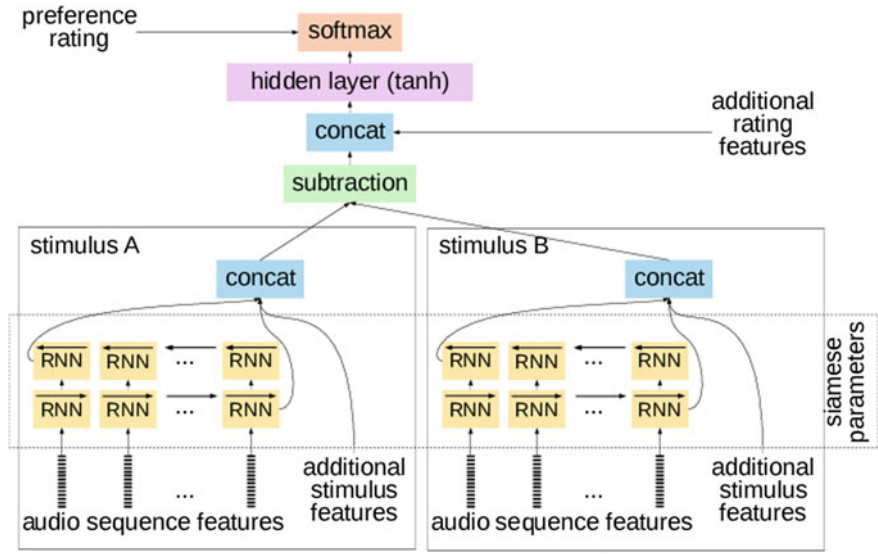 preference
rating
softmax
hidden layer (tanh)
concat
additional
rating
features
subtraction
stimulus A
concat
RNN RNN ... RNN
RNN RNN ... RNN
...
audio sequence features
additional
stimulus
features
stimulus B
concat
RNN RNN ... RNN
RNN RNN ... RNN
...
audio sequence features
additional
stimulus
features
siamese
parameters